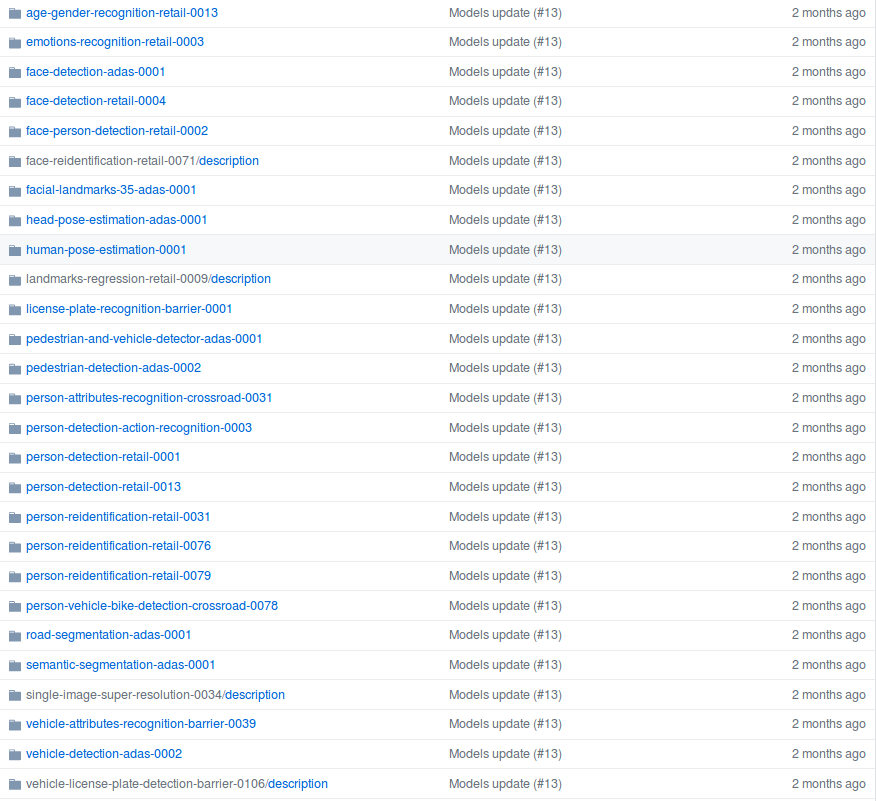 age-gender-recognition-retail-0013 Models update (#13) 2 months ago
emotions-recognition-retail-0003 Models update (#13) 2 months ago
face-detection-adas-0001 Models update (#13) 2 months ago
face-detection-retail-0004 Models update (#13) 2 months ago
face-person-detection-retail-0002 Models update (#13) 2 months ago
face-reidentification-retail-0071/description Models update (#13) 2 months ago
facial-landmarks-35-adas-0001 Models update (#13) 2 months ago
head-pose-estimation-adas-0001 Models update (#13) 2 months ago
human-pose-estimation-0001 Models update (#13) 2 months ago
landmarks-regression-retail-0009/description Models update (#13) 2 months ago
license-plate-recognition-barrier-0001 Models update (#13) 2 months ago
pedestrian-and-vehicle-detector-adas-0001 Models update (#13) 2 months ago
pedestrian-detection-adas-0002 Models update (#13) 2 months ago
person-attributes-recognition-crossroad-0031 Models update (#13) 2 months ago
person-detection-action-recognition-0003 Models update (#13) 2 months ago
person-detection-retail-0001 Models update (#13) 2 months ago
person-detection-retail-0013 Models update (#13) 2 months ago
person-reidentification-retail-0031 Models update (#13) 2 months ago
person-reidentification-retail-0076 Models update (#13) 2 months ago
person-reidentification-retail-0079 Models update (#13) 2 months ago
person-vehicle-bike-detection-crossroad-0078 Models update (#13) 2 months ago
road-segmentation-adas-0001 Models update (#13) 2 months ago
semantic-segmentation-adas-0001 Models update (#13) 2 months ago
single-image-super-resolution-0034/description Models update (#13) 2 months ago
vehicle-attributes-recognition-barrier-0039 Models update (#13) 2 months ago
vehicle-detection-adas-0002 Models update (#13) 2 months ago
vehicle-license-plate-detection-barrier-0106/description Models update (#13) 2 months ago